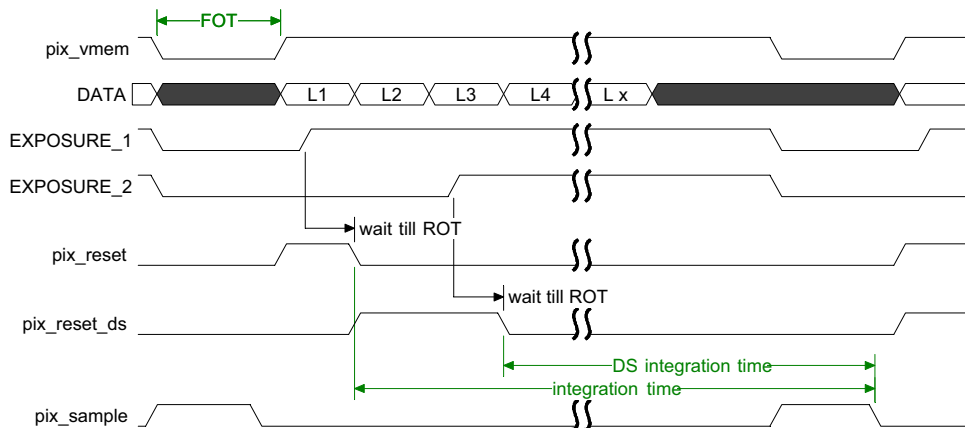 FOT
pix_vmem
DATA L1 L2 L3 L4 L x
EXPOSURE_1
EXPOSURE_2
wait till ROT
pix_reset
wait till ROT
pix_reset_ds
DS integration time
integration time
pix_sample